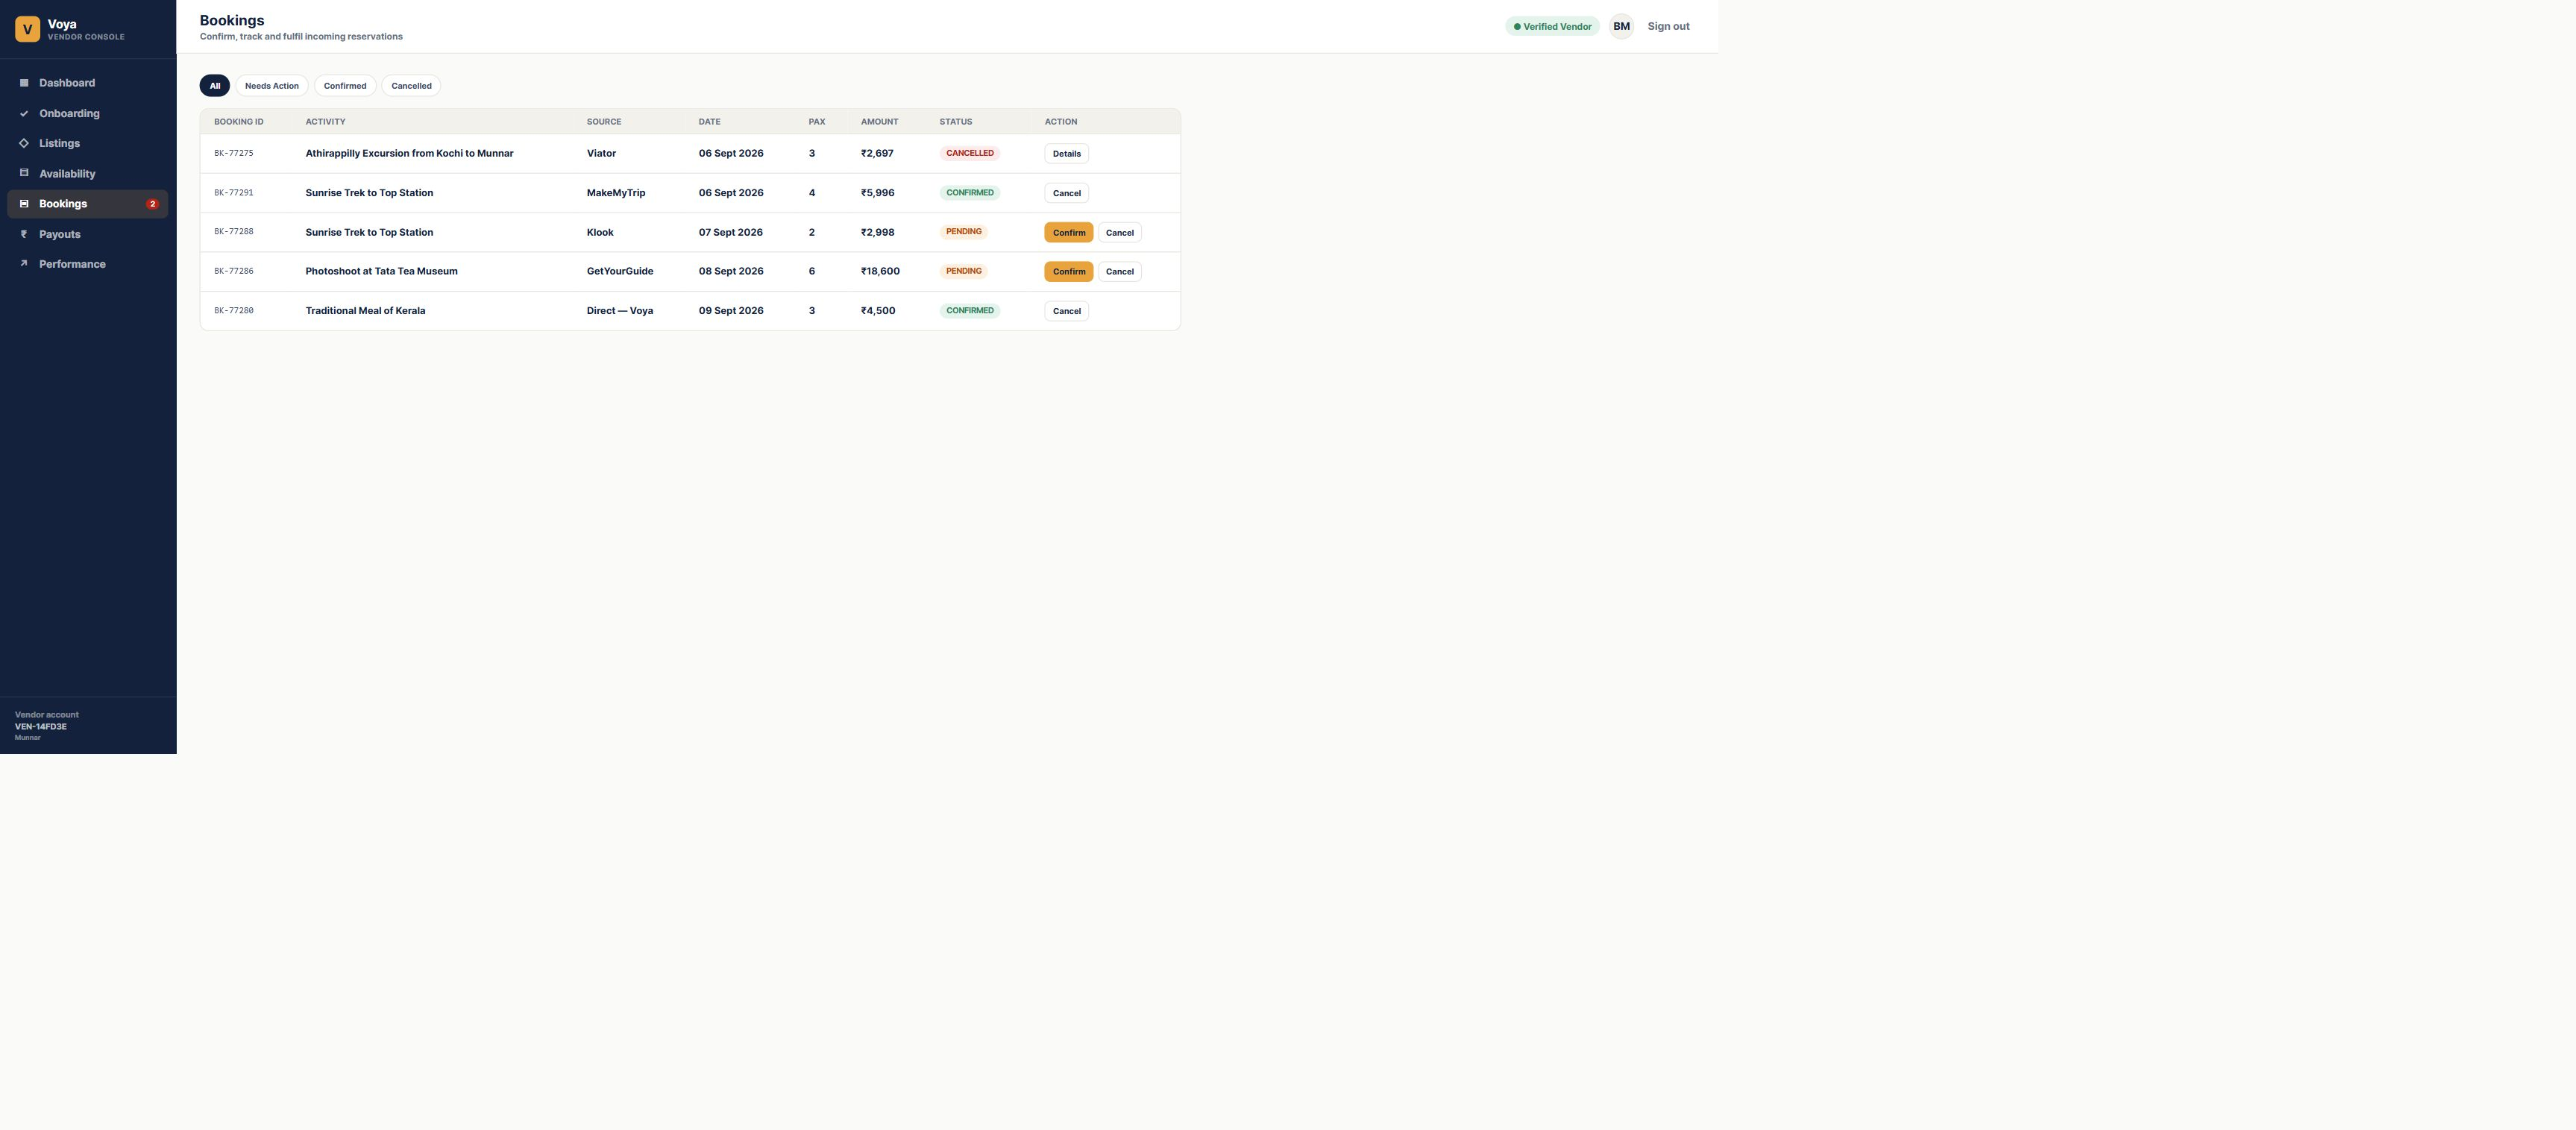 V
Voya
VENDOR CONSOLE
Dashboard
Onboarding
Listings
Availability
Bookings 2
₹ Payouts
Performance
Vendor account
VEN-14FD3E
Munnar
Bookings
Confirm, track and fulfil incoming reservations
Verified Vendor BM Sign out
All Needs Action Confirmed Cancelled
BOOKING ID ACTIVITY SOURCE DATE PAX AMOUNT STATUS ACTION
BK-77275 Athirappilly Excursion from Kochi to Munnar Viator 06 Sept 2026 3 ₹2,697 CANCELLED Details
BK-77291 Sunrise Trek to Top Station MakeMyTrip 06 Sept 2026 4 ₹5,996 CONFIRMED Cancel
BK-77288 Sunrise Trek to Top Station Klook 07 Sept 2026 2 ₹2,998 PENDING Confirm Cancel
BK-77286 Photoshoot at Tata Tea Museum GetYourGuide 08 Sept 2026 6 ₹18,600 PENDING Confirm Cancel
BK-77280 Traditional Meal of Kerala Direct — Voya 09 Sept 2026 3 ₹4,500 CONFIRMED Cancel